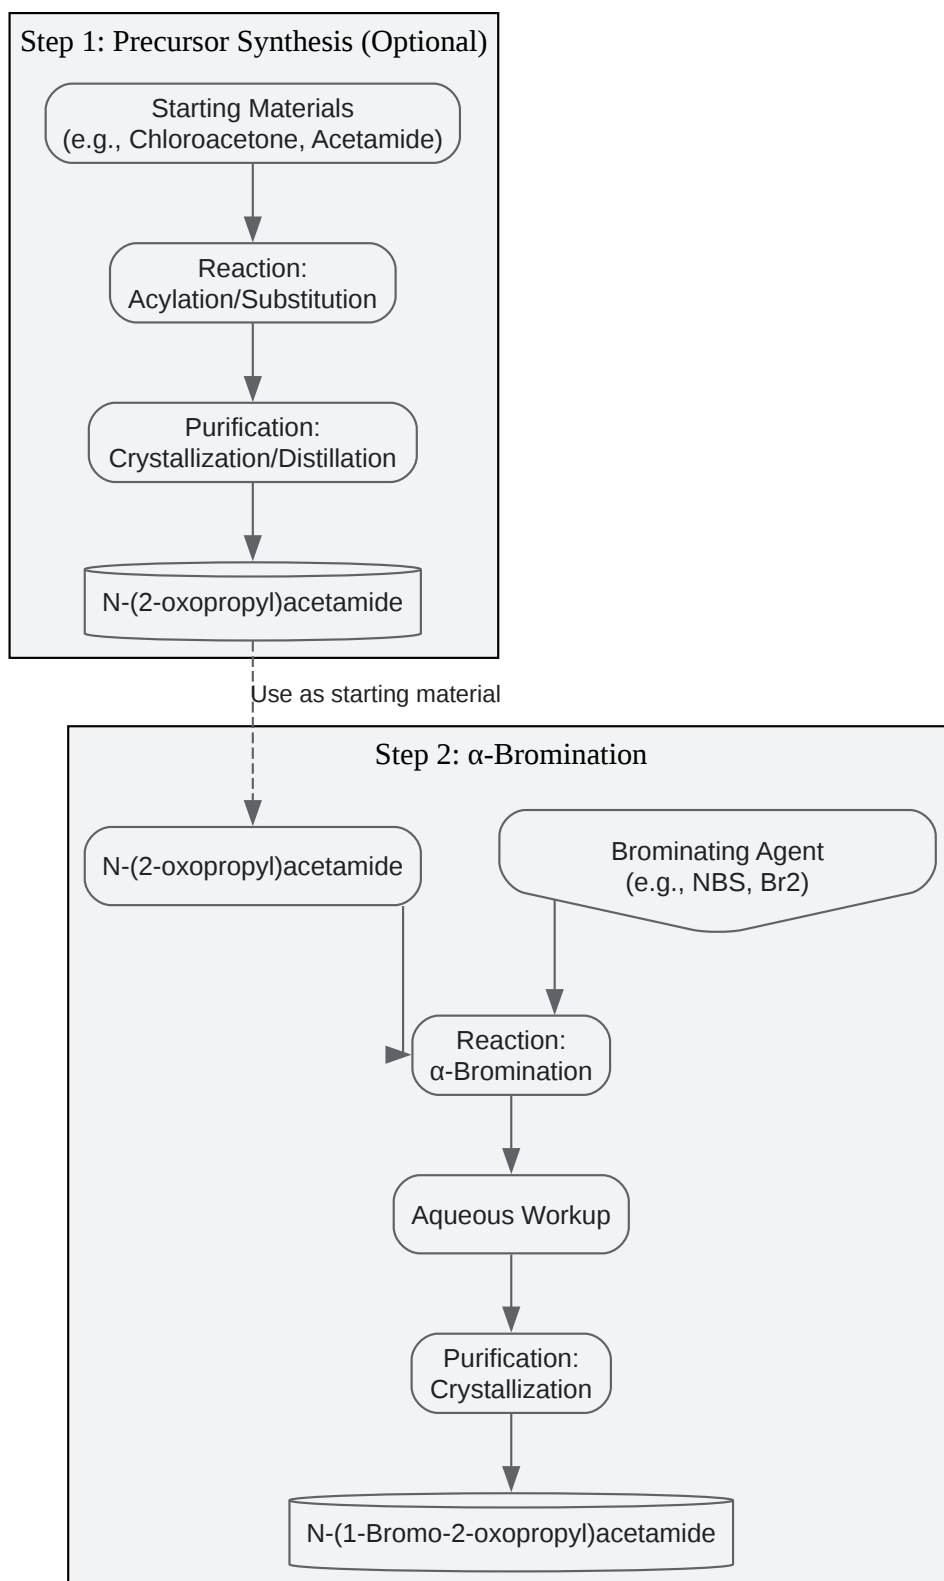 Step 1: Precursor Synthesis (Optional)
Starting Materials
(e.g., Chloroacetone, Acetamide)
Reaction:
Acylation/Substitution
Purification:
Crystallization/Distillation
N-(2-oxopropyl)acetamide
Use as starting material
Step 2: α-Bromination
N-(2-oxopropyl)acetamide
Brominating Agent
(e.g., NBS, Br2)
Reaction:
α-Bromination
Aqueous Workup
Purification:
Crystallization
N-(1-Bromo-2-oxopropyl)acetamide